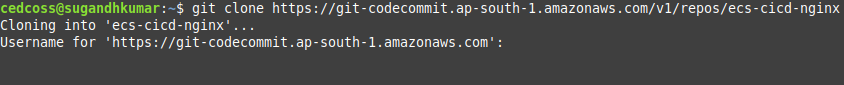 cedcoss@sugandhkumar:~$ git clone https://git-codecommit.ap-south-1.amazonaws.com/v1/repos/ecs-cicd-nginx
Cloning into 'ecs-cicd-nginx'...
Username for 'https://git-codecommit.ap-south-1.amazonaws.com':